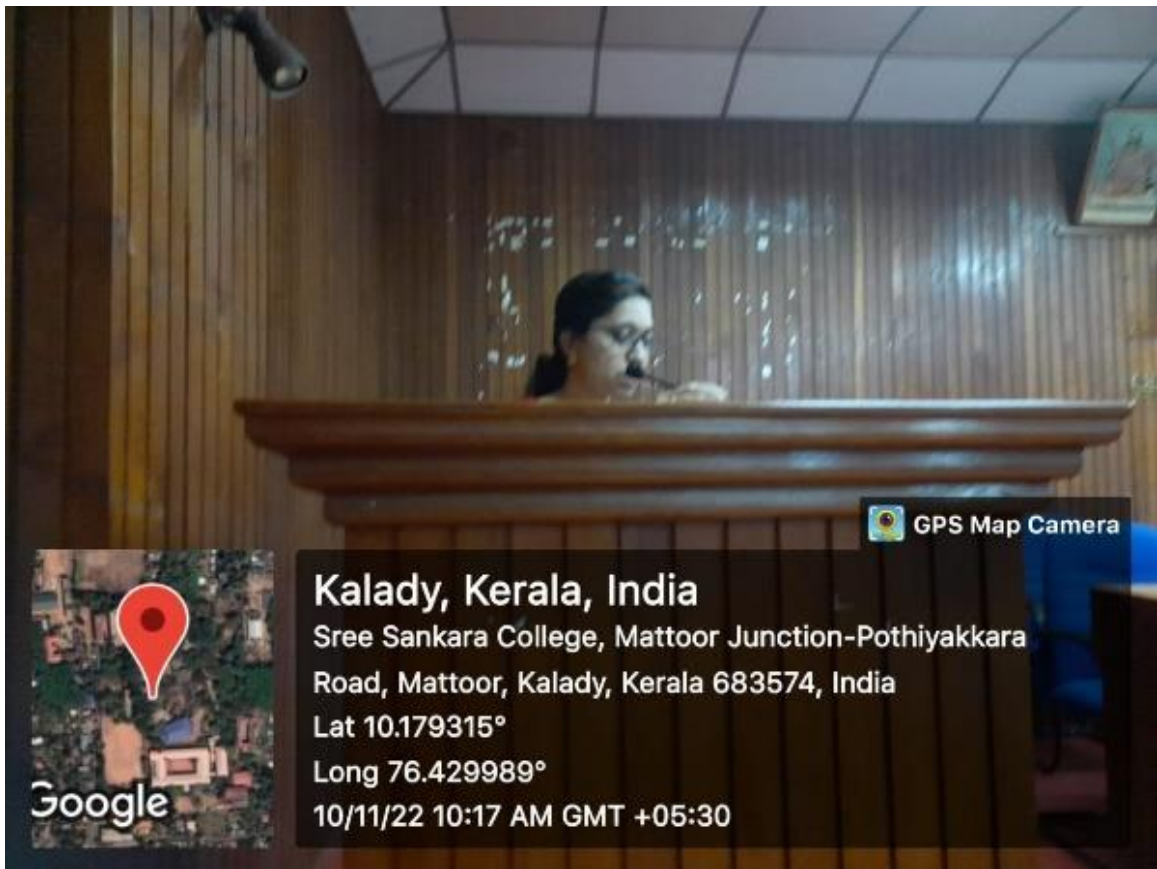 GPS Map Camera
Kalady, Kerala, India
Sree Sankara College, Mattoor Junction-Pothiyakkara
Road, Mattoor, Kalady, Kerala 683574, India
Lat 10.179315°
Long 76.429989°
10/11/22 10:17 AM GMT +05:30
Google